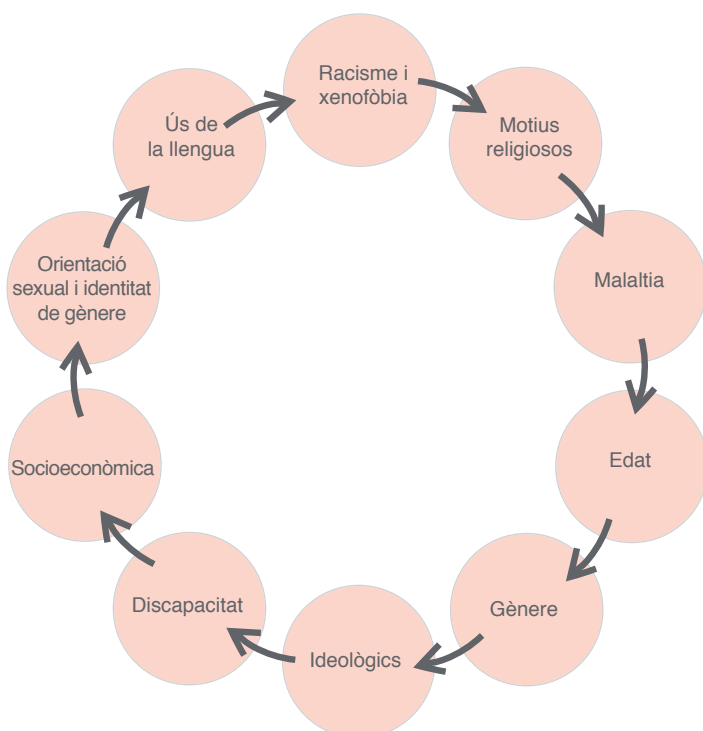 Racisme i
xenofòbia
Motius
religiosos
Malaltia
Edat
Gènere
Ideològics
Discapacitat
Socioeconòmica
Orientació
sexual i identitat
de gènere
Ús de
la llengua